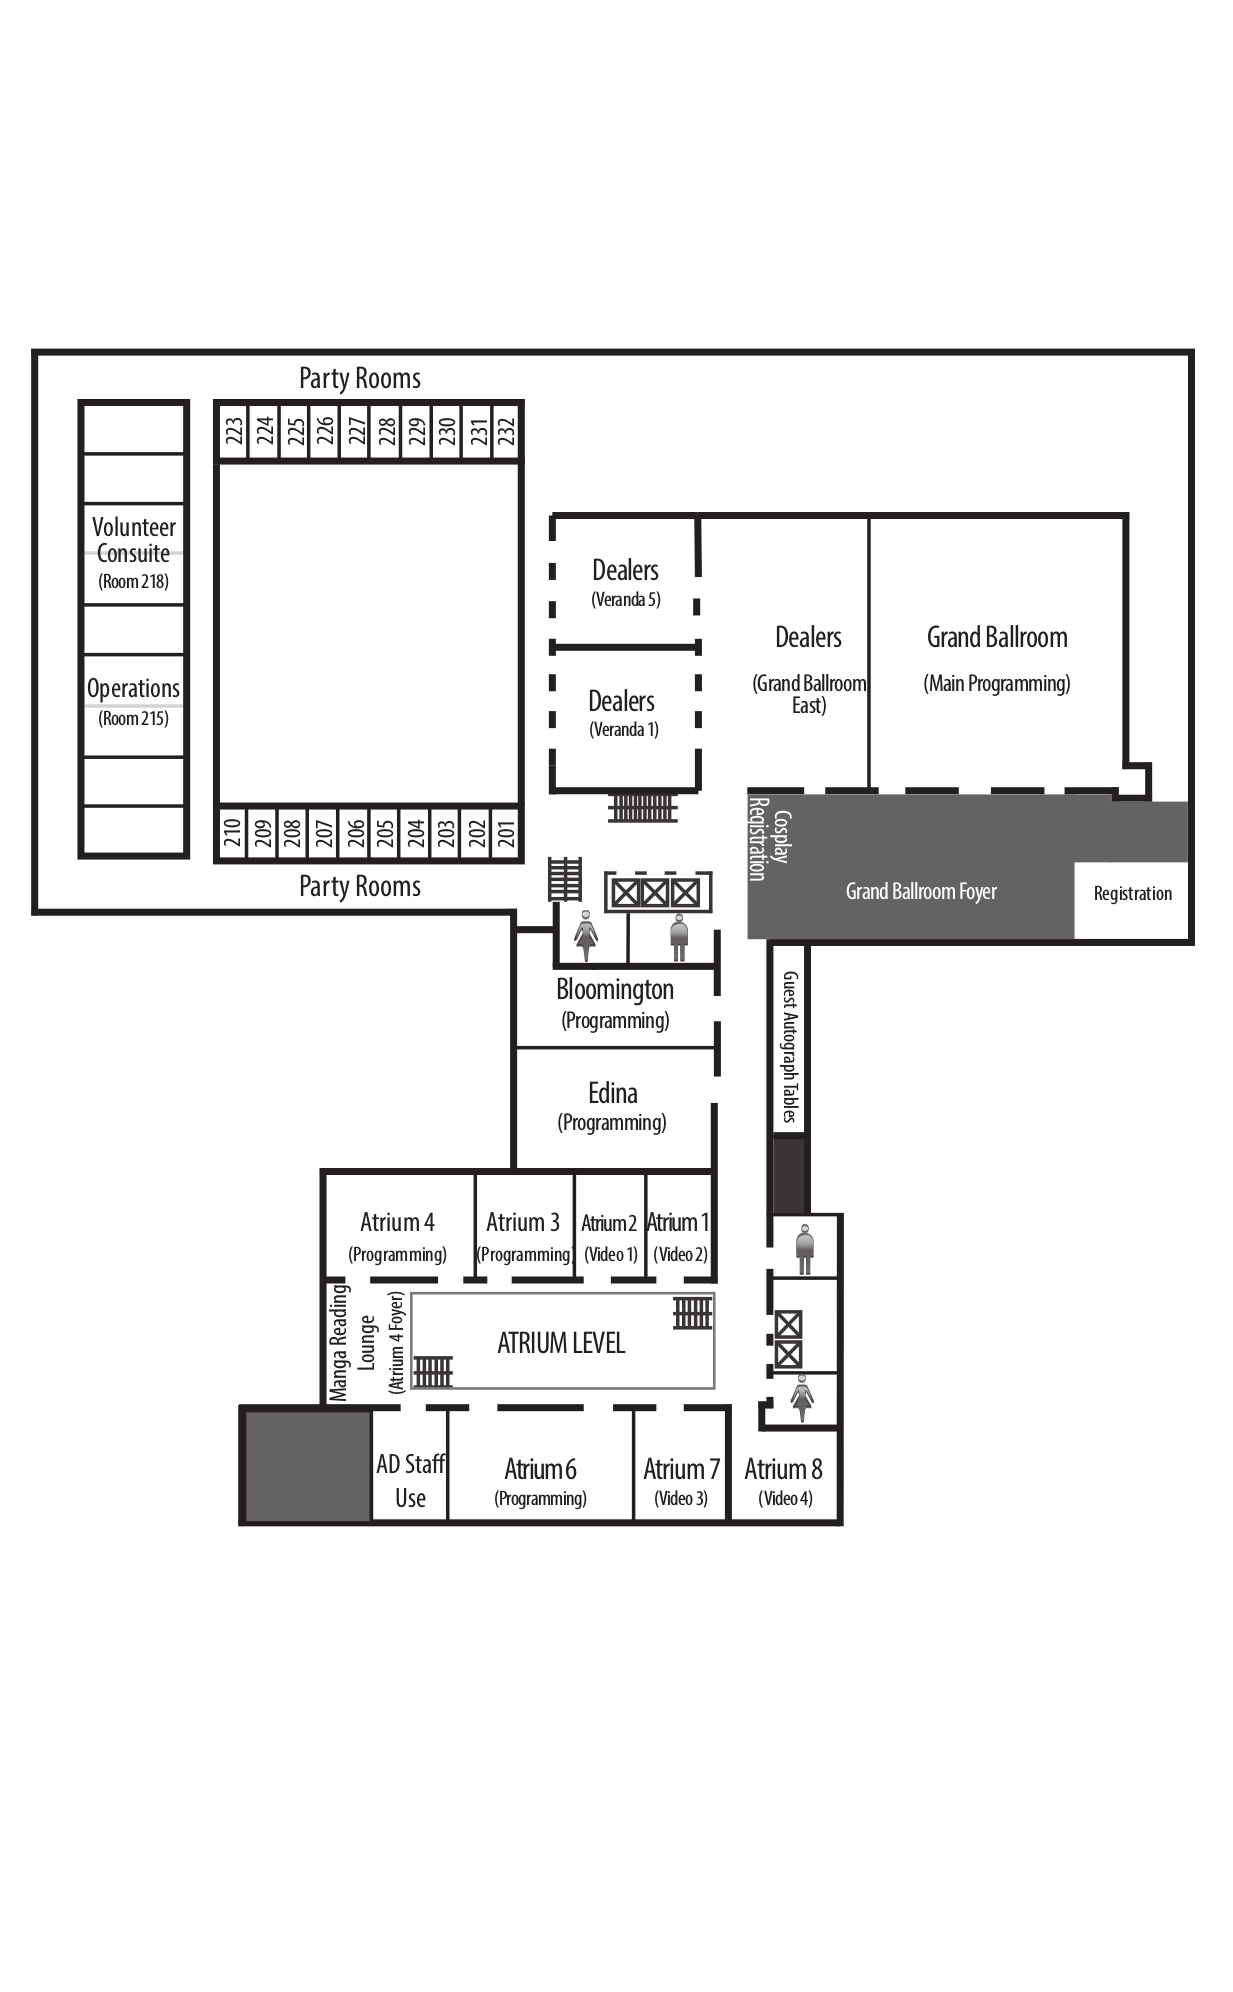 Party Rooms
223
224
225
226
227
228
229
230
231
232
Volunteer
Consuite
(Room 218)
Operations
(Room 215)
Dealers
(Veranda 5)
Dealers
(Veranda 1)
Dealers
(Grand Ballroom
East)
Grand Ballroom
(Main Programming)
210
209
208
207
206
205
204
203
202
201
Party Rooms
Cosplay
Registration
Grand Ballroom Foyer
Registration
Bloomington
(Programming)
Guest Autograph Tables
Edina
(Programming)
Atrium 4
(Programming)
Atrium 3
(Programming)
Atrium 2
(Video 1)
Atrium 1
(Video 2)
Manga Reading
Lounge
(Atrium 4 Foyer)
ATRIUM LEVEL
AD Staff
Use
Atrium 6
(Programming)
Atrium 7
(Video 3)
Atrium 8
(Video 4)